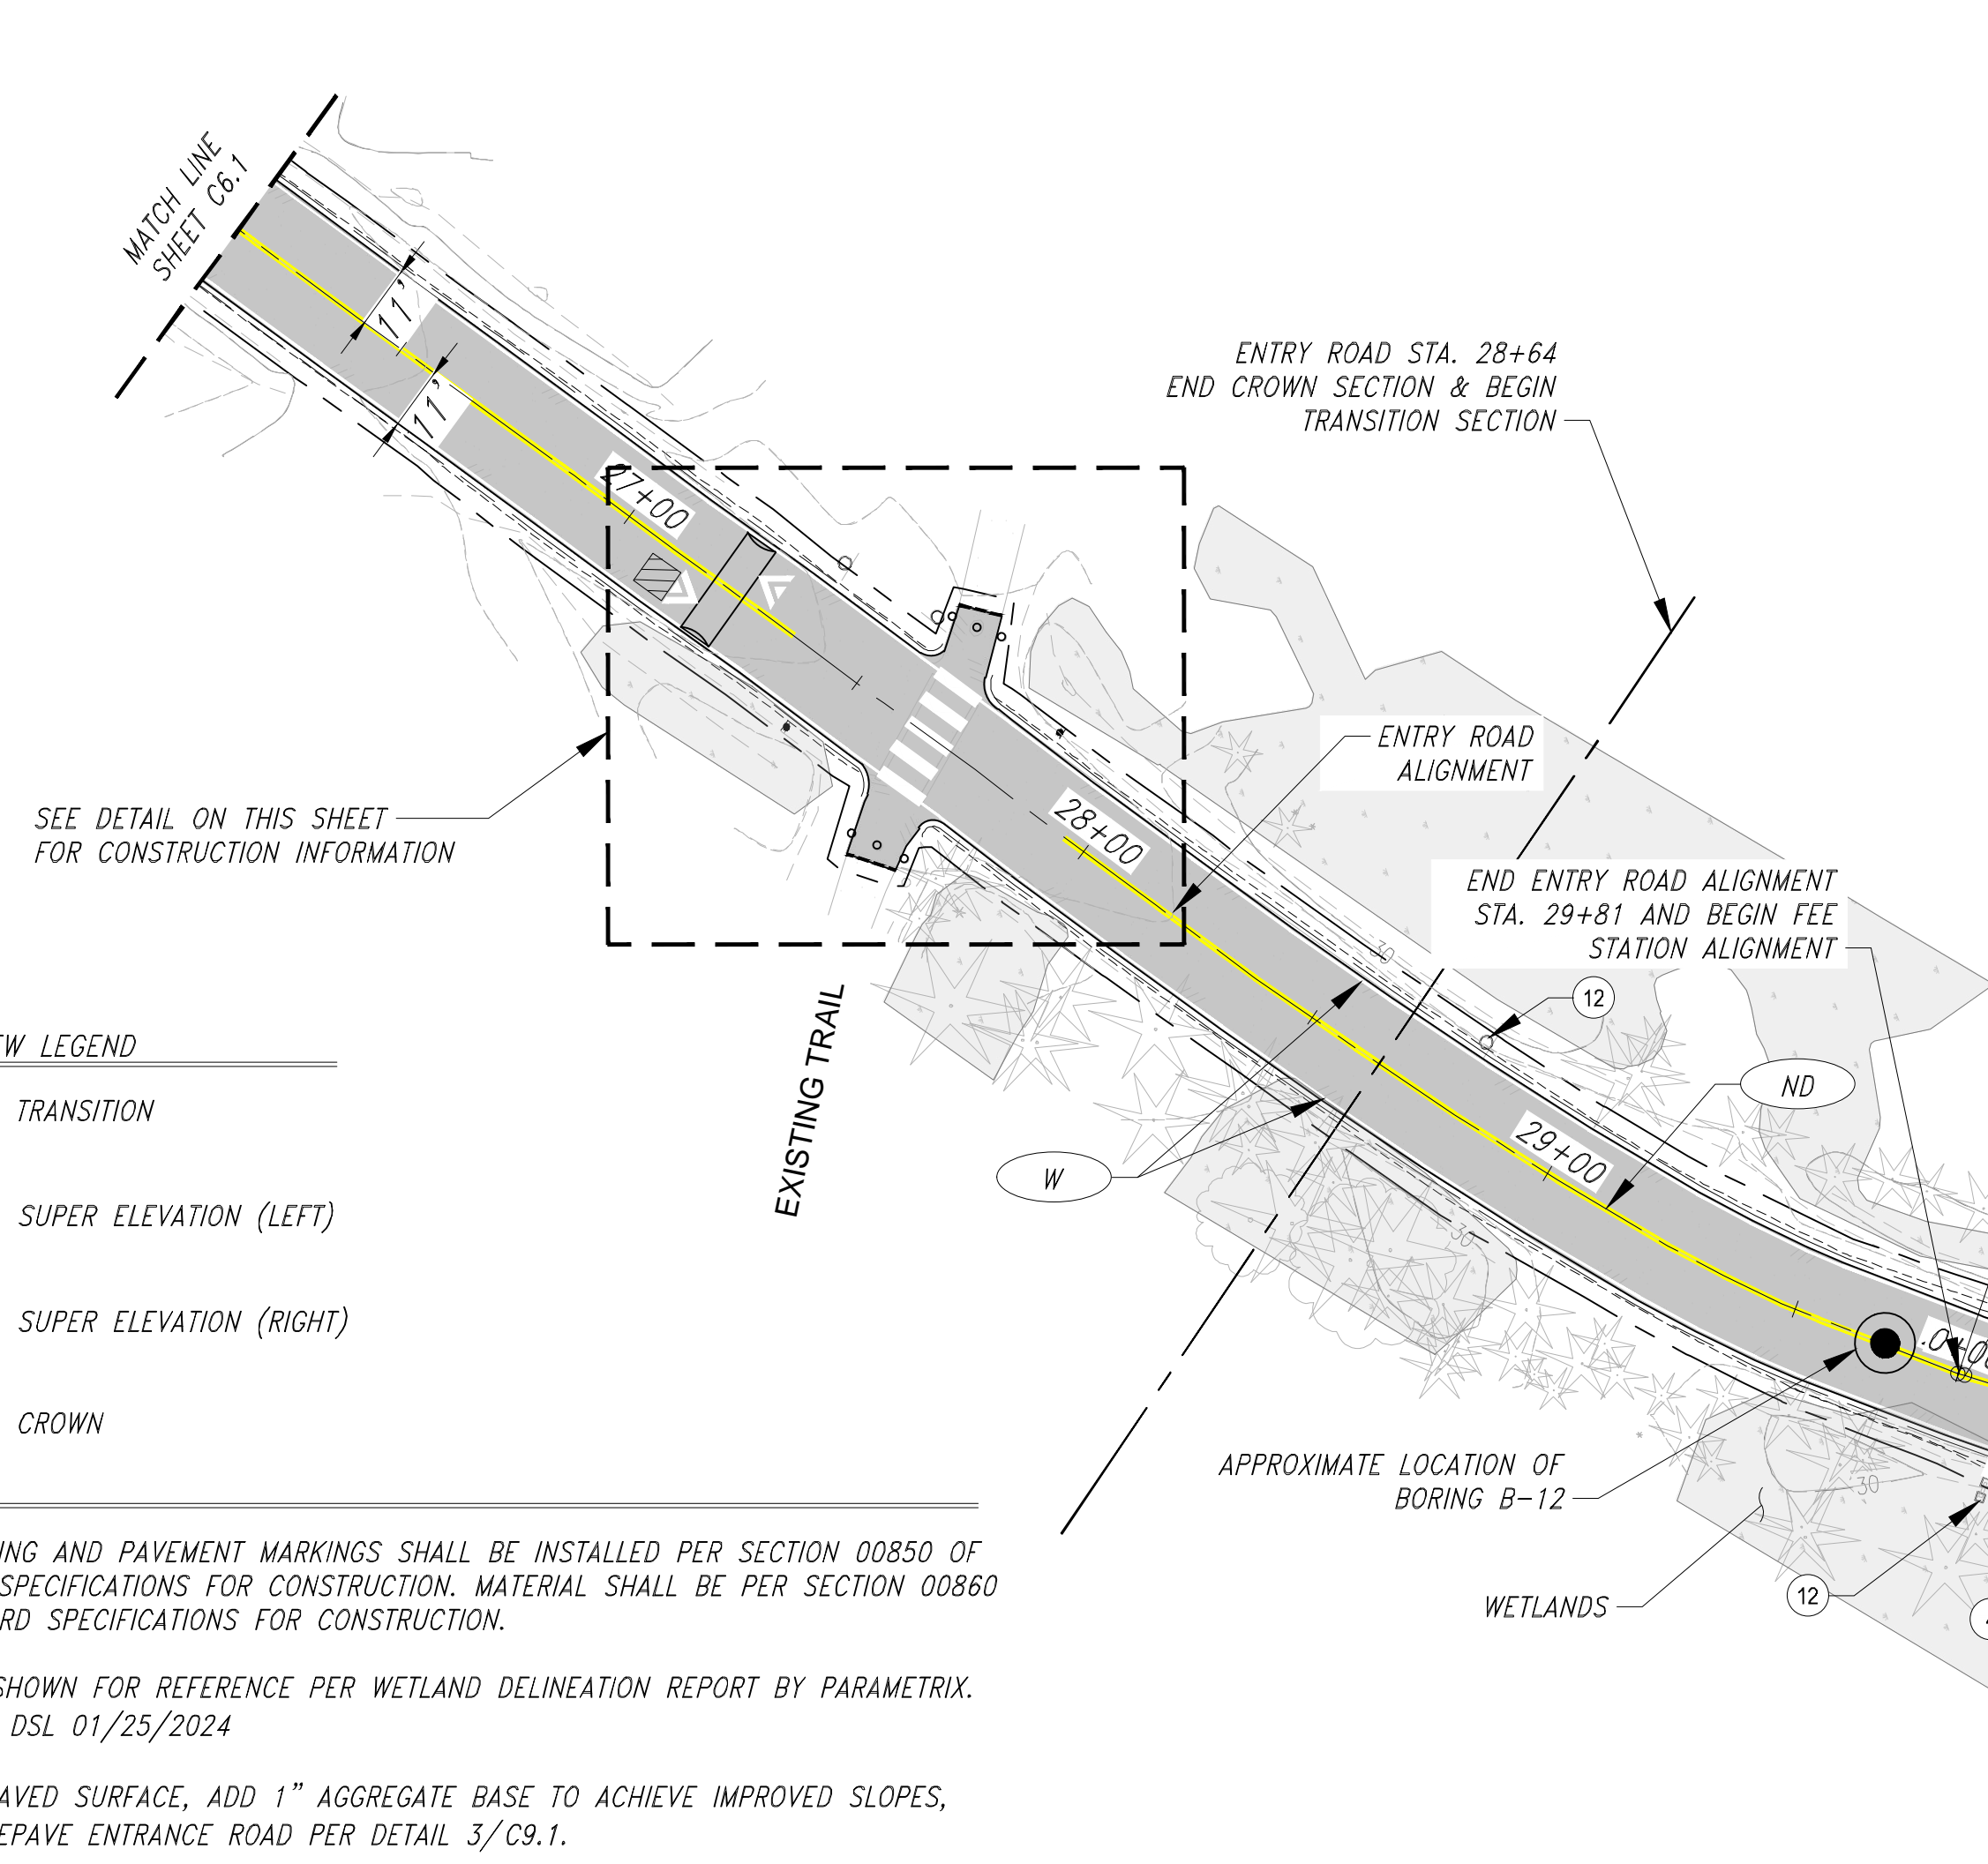 MATCH LINE
SHEET C6.1
11'
11'
27+00
ENTRY ROAD STA. 28+64
END CROWN SECTION & BEGIN
TRANSITION SECTION
ENTRY ROAD
ALIGNMENT
28+00
SEE DETAIL ON THIS SHEET
FOR CONSTRUCTION INFORMATION
END ENTRY ROAD ALIGNMENT
STA. 29+81 AND BEGIN FEE
STATION ALIGNMENT
30
12
EXISTING TRAIL
LEGEND
ND
TRANSITION
29+00
W
SUPER ELEVATION (LEFT)
30
SUPER ELEVATION (RIGHT)
CROWN
APPROXIMATE LOCATION OF
BORING B-12
30
WETLANDS
12
ING AND PAVEMENT MARKINGS SHALL BE INSTALLED PER SECTION 00850 OF
SPECIFICATIONS FOR CONSTRUCTION. MATERIAL SHALL BE PER SECTION 00860
RD SPECIFICATIONS FOR CONSTRUCTION.
SHOWN FOR REFERENCE PER WETLAND DELINEATION REPORT BY PARAMETRIX.
DSL 01/25/2024
AVED SURFACE, ADD 1" AGGREGATE BASE TO ACHIEVE IMPROVED SLOPES,
EPAVE ENTRANCE ROAD PER DETAIL 3/C9.1.